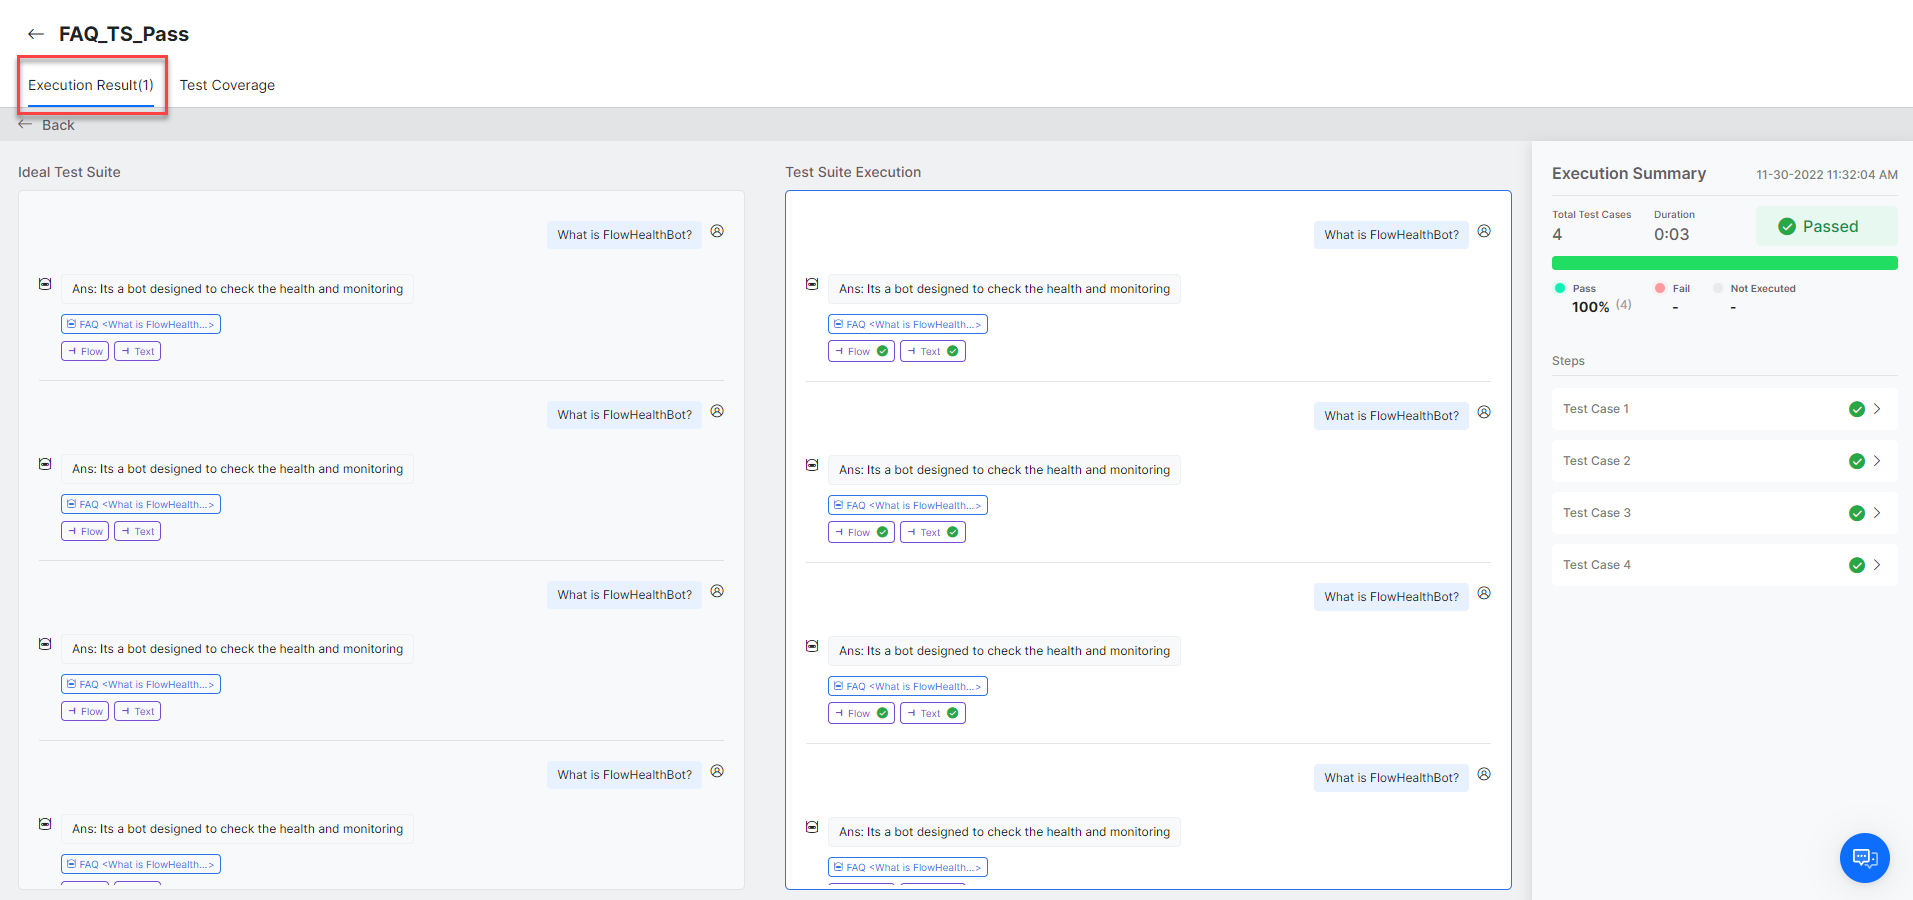 FAQ_TS_Pass
Execution Result(1)
Test Coverage
Back
Ideal Test Suite
What is FlowHealthBot?
Ans: Its a bot designed to check the health and monitoring
FAQ <What is FlowHealth...>
Flow
Text
What is FlowHealthBot?
Ans: Its a bot designed to check the health and monitoring
FAQ <What is FlowHealth...>
Flow
Text
What is FlowHealthBot?
Ans: Its a bot designed to check the health and monitoring
FAQ <What is FlowHealth...>
Flow
Text
What is FlowHealthBot?
Ans: Its a bot designed to check the health and monitoring
FAQ <What is FlowHealth...>
Test Suite Execution
What is FlowHealthBot?
Ans: Its a bot designed to check the health and monitoring
FAQ <What is FlowHealth...>
Flow
Text
What is FlowHealthBot?
Ans: Its a bot designed to check the health and monitoring
FAQ <What is FlowHealth...>
Flow
Text
What is FlowHealthBot?
Ans: Its a bot designed to check the health and monitoring
FAQ <What is FlowHealth...>
Flow
Text
What is FlowHealthBot?
Ans: Its a bot designed to check the health and monitoring
FAQ <What is FlowHealth...>
Execution Summary
11-30-2022 11:32:04 AM
Total Test Cases
4
Duration
0:03
Passed
Pass
100% (4)
Fail
-
Not Executed
-
Steps
Test Case 1
Test Case 2
Test Case 3
Test Case 4